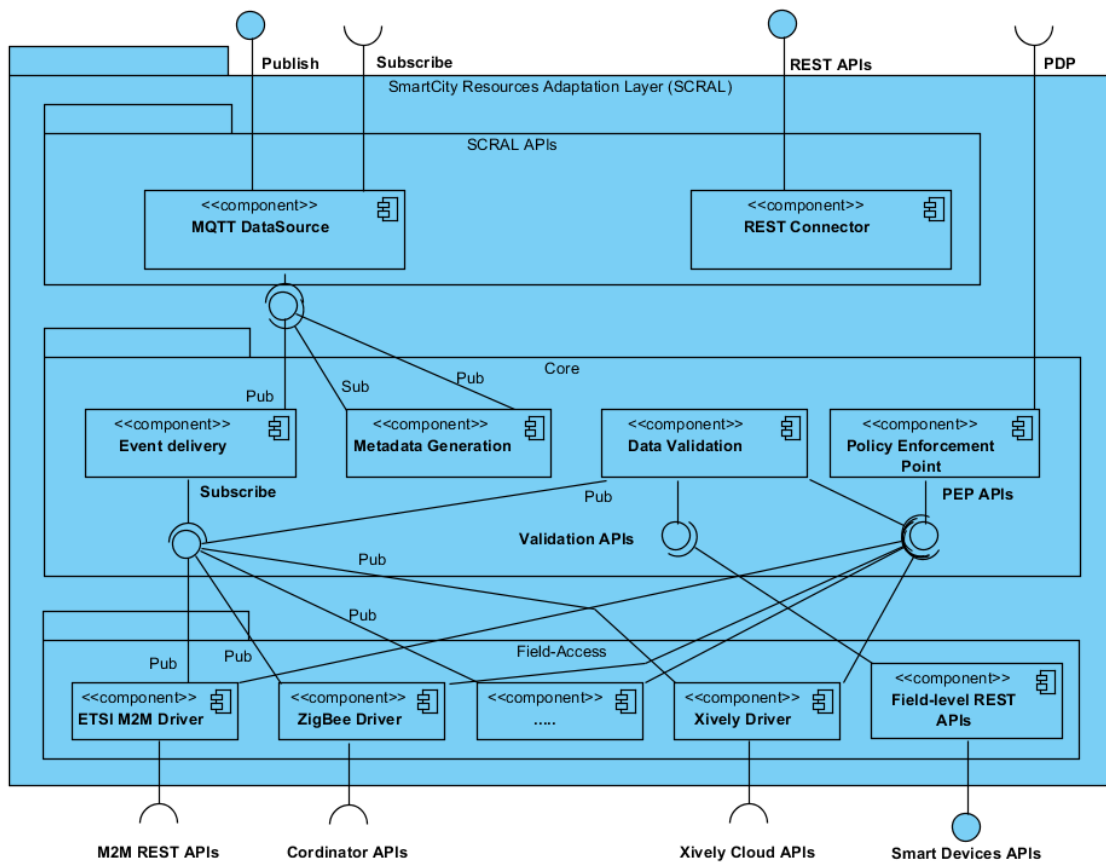 Publish
Subscribe
REST APIs
PDP
SmartCity Resources Adaptation Layer (SCRAL)
SCRAL APIs
<<component>>
MQTT DataSource
<<component>>
REST Connector
Core
Pub
Sub
Pub
<<component>>
Event delivery
<<component>>
Metadata Generation
<<component>>
Data Validation
<<component>>
Policy Enforcement
Point
Subscribe
Pub
PEP APIs
Validation APIs
Pub
Pub
Pub
Pub
Field-Access
<<component>>
ETSI M2M Driver
<<component>>
ZigBee Driver
<<component>>
.....
<<component>>
Xively Driver
<<component>>
Field-level REST
APIs
M2M REST APIs
Cordinator APIs
Xively Cloud APIs
Smart Devices APIs